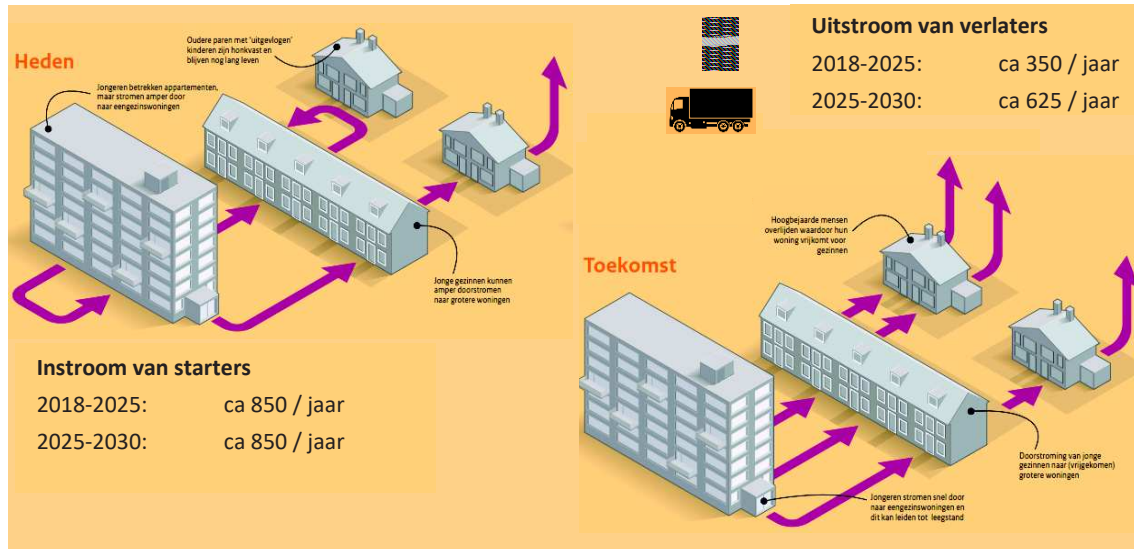 Heden
Oudere paren met 'uitgevlogen'
kinderen zijn honkvast en
blijven nog lang leven
Jongeren betrekken appartementen,
maar stromen amper door
naar eengezinswoningen
Jonge gezinnen kunnen
amper doorstromen
naar grotere woningen
Instroom van starters
2018-2025: ca 850 / jaar
2025-2030: ca 850 / jaar
Uitstroom van verlaters
2018-2025: ca 350 / jaar
2025-2030: ca 625 / jaar
Toekomst
Hoogbejaarde mensen
overlijden waardoor hun
woning vrijkomt voor
gezinnen
Doorstroming van jonge
gezinnen naar (vrijgekomen)
grotere woningen
Jongeren stromen snel door
naar eengezinswoningen en
dit kan leiden tot leegstand